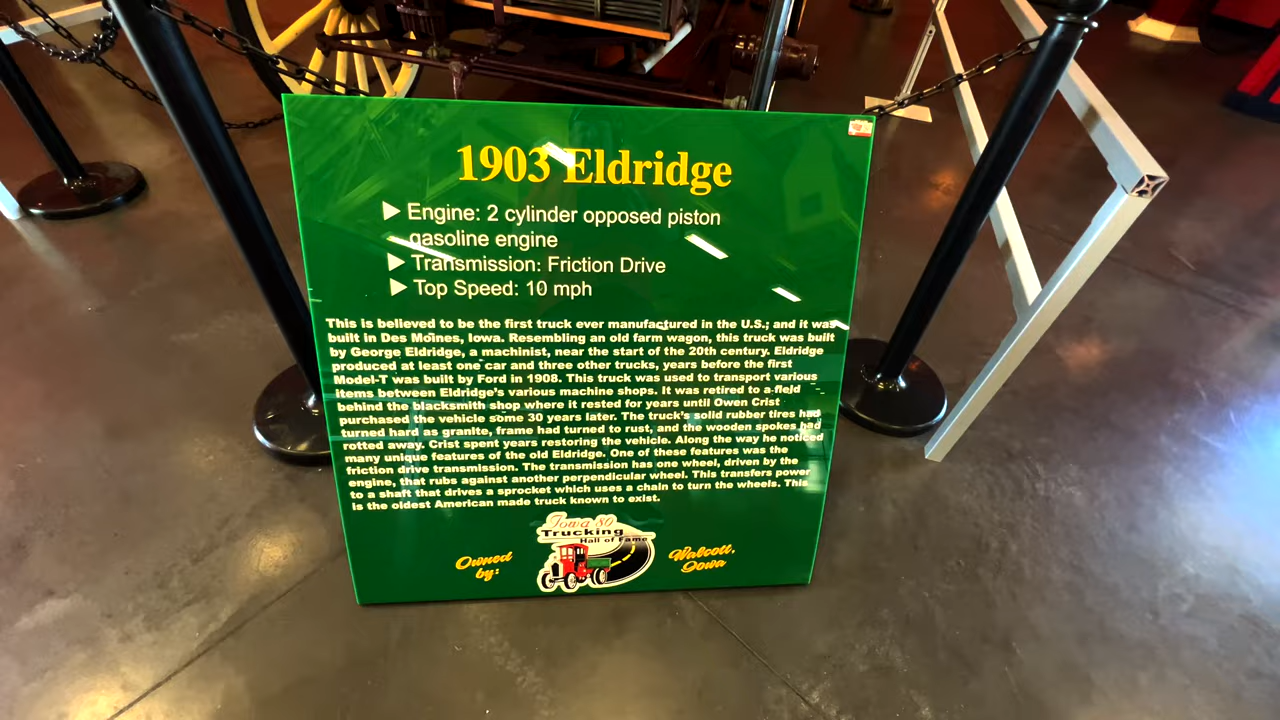 1903 Eldridge
▶ Engine: 2 cylinder opposed piston
gasoline engine
▶ Transmission: Friction Drive
▶ Top Speed: 10 mph
This is believed to be the first truck ever manufactured in the U.S.; and it was
built in Des Moines, Iowa. Resembling an old farm wagon, this truck was built
by George Eldridge, a machinist, near the start of the 20th century. Eldridge
produced at least one car and three other trucks, years before the first
Model-T was built by Ford in 1908. This truck was used to transport various
items between Eldridge's various machine shops. It was retired to a field
behind the blacksmith shop where it rested for years until Owen Crist
purchased the vehicle some 30 years later. The truck's solid rubber tires had
turned hard as granite, frame had turned to rust, and the wooden spokes had
rotted away. Crist spent years restoring the vehicle. Along the way he noticed
many unique features of the old Eldridge. One of these features was the
friction drive transmission. The transmission has one wheel, driven by the
engine, that rubs against another perpendicular wheel. This transfers power
to a shaft that drives a sprocket which uses a chain to turn the wheels. This
is the oldest American made truck known to exist.
Owned
by:
Iowa 80
Trucking
Hall of Fame
Walcott,
Iowa